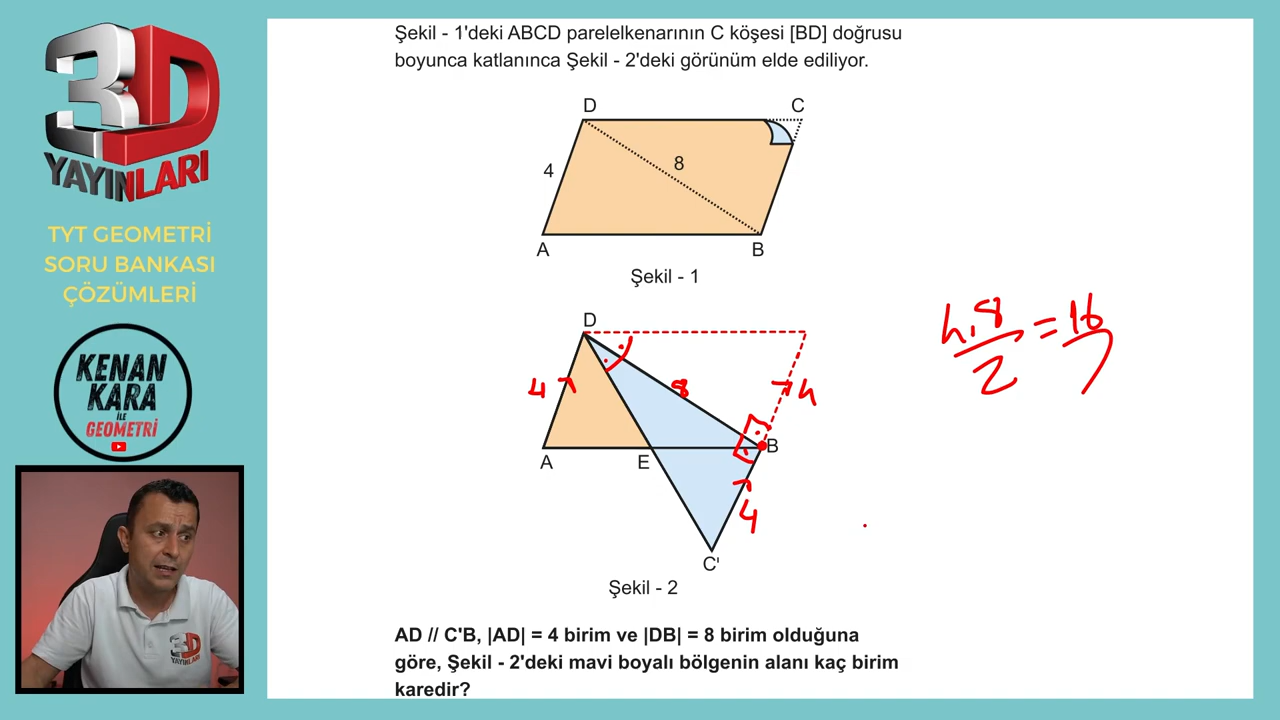 3D
YAYINLARI
TYT GEOMETRİ
SORU BANKASI
ÇÖZÜMLERİ
KENAN
KARA
İLE
GEOMETRİ
3D
YAYINLARI
Şekil - 1'deki ABCD parelelkenarının C köşesi [BD] doğrusu
boyunca katlanınca Şekil - 2'deki görünüm elde ediliyor.
D
C
4
8
A
B
Şekil - 1
D
4
8
4
A
E
B
4
C'
Şekil - 2
4.8
2
= 16
AD // C'B, |AD| = 4 birim ve |DB| = 8 birim olduğuna
göre, Şekil - 2'deki mavi boyalı bölgenin alanı kaç birim
karedir?